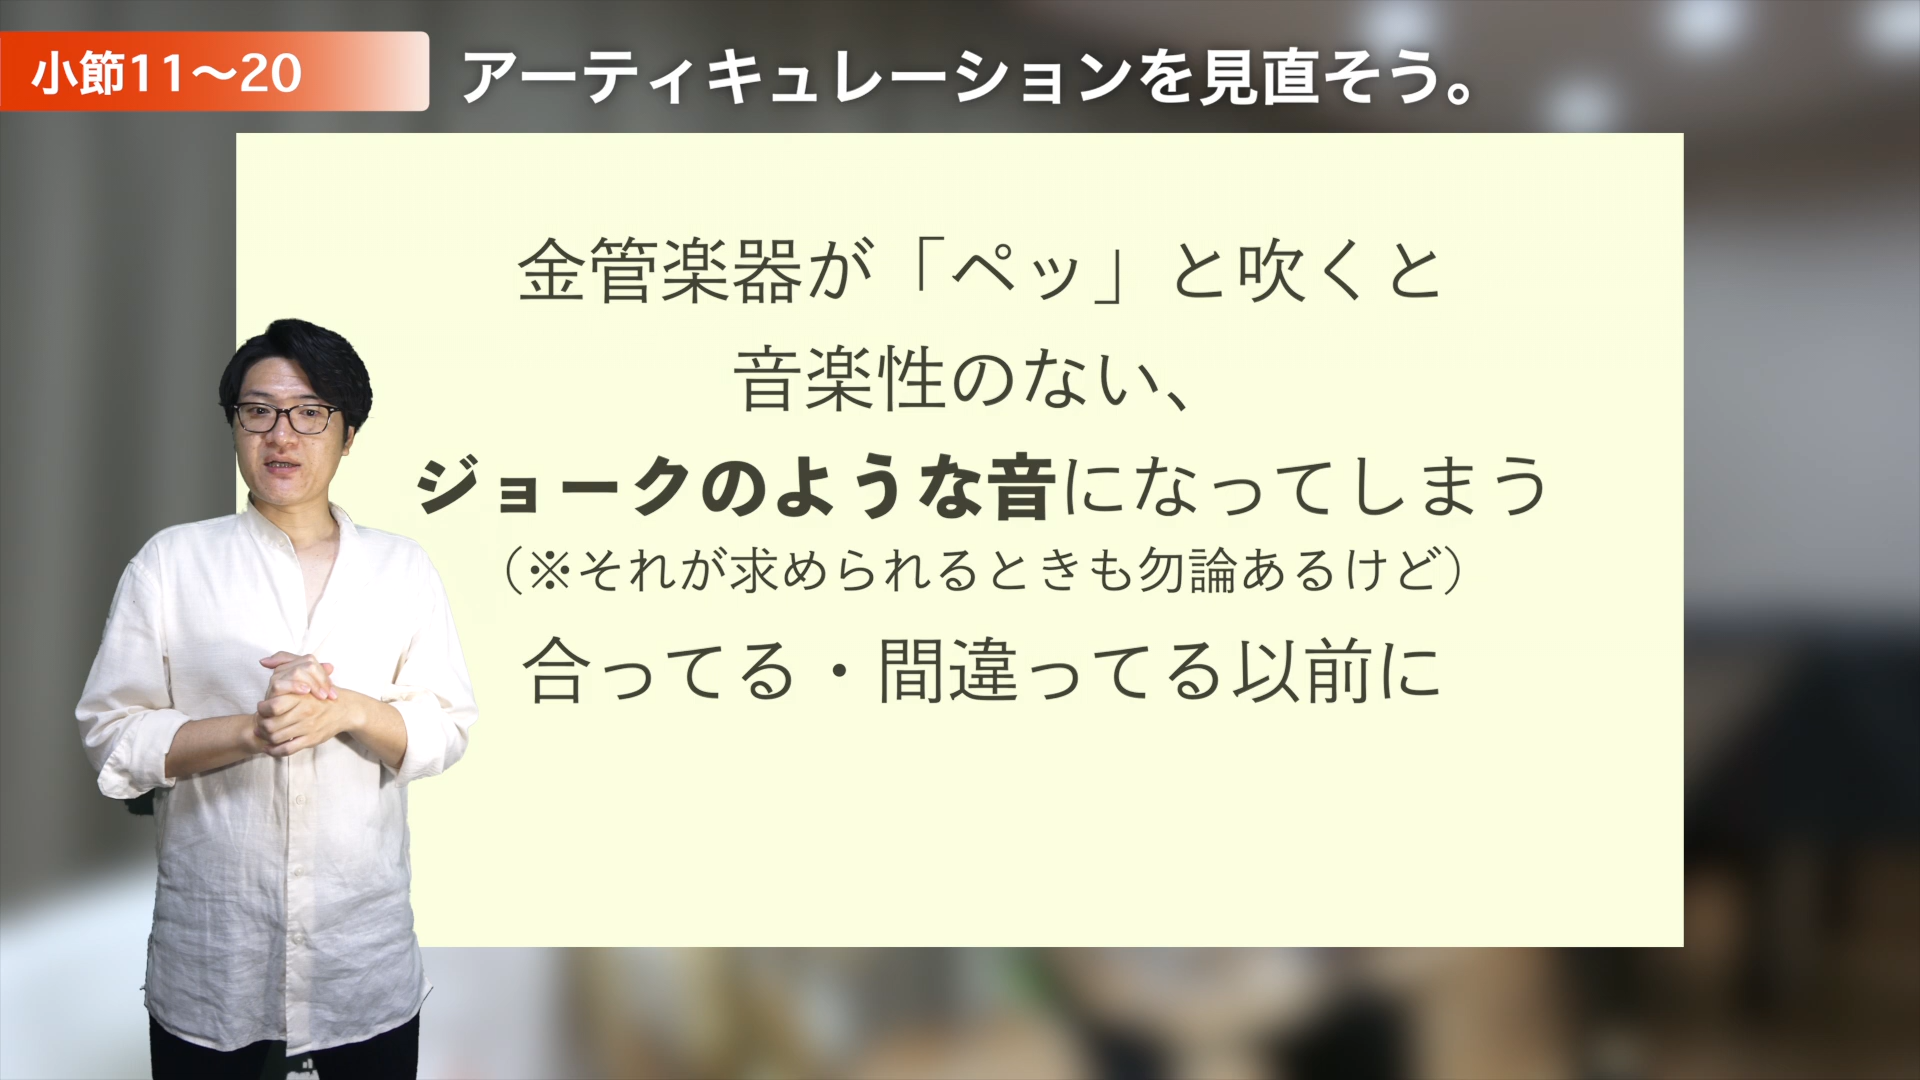 小節11〜20
アーティキュレーションを見直そう。
金管楽器が「ペッ」と吹くと
音楽性のない、
ジョークのような音になってしまう
（※それが求められるときも勿論あるけど）
合ってる・間違ってる以前に